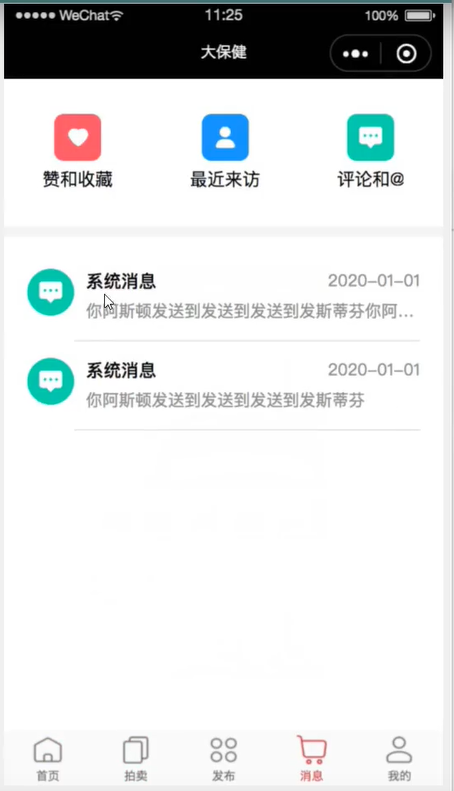 WeChat
11:25
100%
大保健
赞和收藏
最近来访
评论和@
系统消息
2020-01-01
你阿斯顿发送到发送到发送到发斯蒂芬你阿...
系统消息
2020-01-01
你阿斯顿发送到发送到发送到发斯蒂芬
首页
拍卖
发布
消息
我的